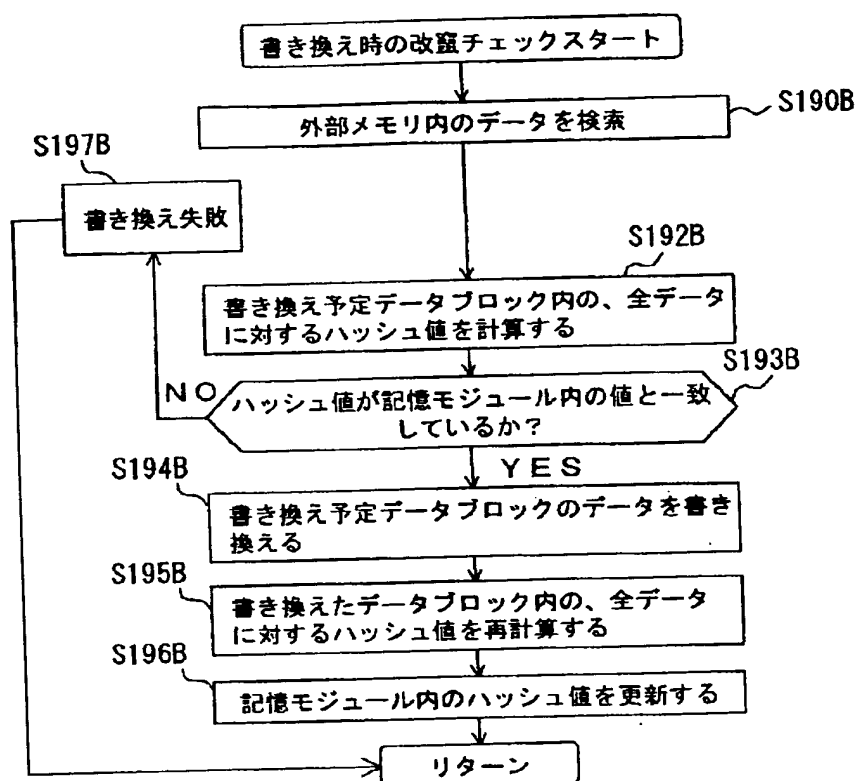 書き換え時の改竄チェックスタート
S190B
外部メモリ内のデータを検索
S197B
書き換え失敗
S192B
書き換え予定データブロック内の、全データ
に対するハッシュ値を計算する
S193B
NO
ハッシュ値が記憶モジュール内の値と一致
しているか？
YES
S194B
書き換え予定データブロックのデータを書き
換える
S195B
書き換えたデータブロック内の、全データ
に対するハッシュ値を再計算する
S196B
記憶モジュール内のハッシュ値を更新する
リターン